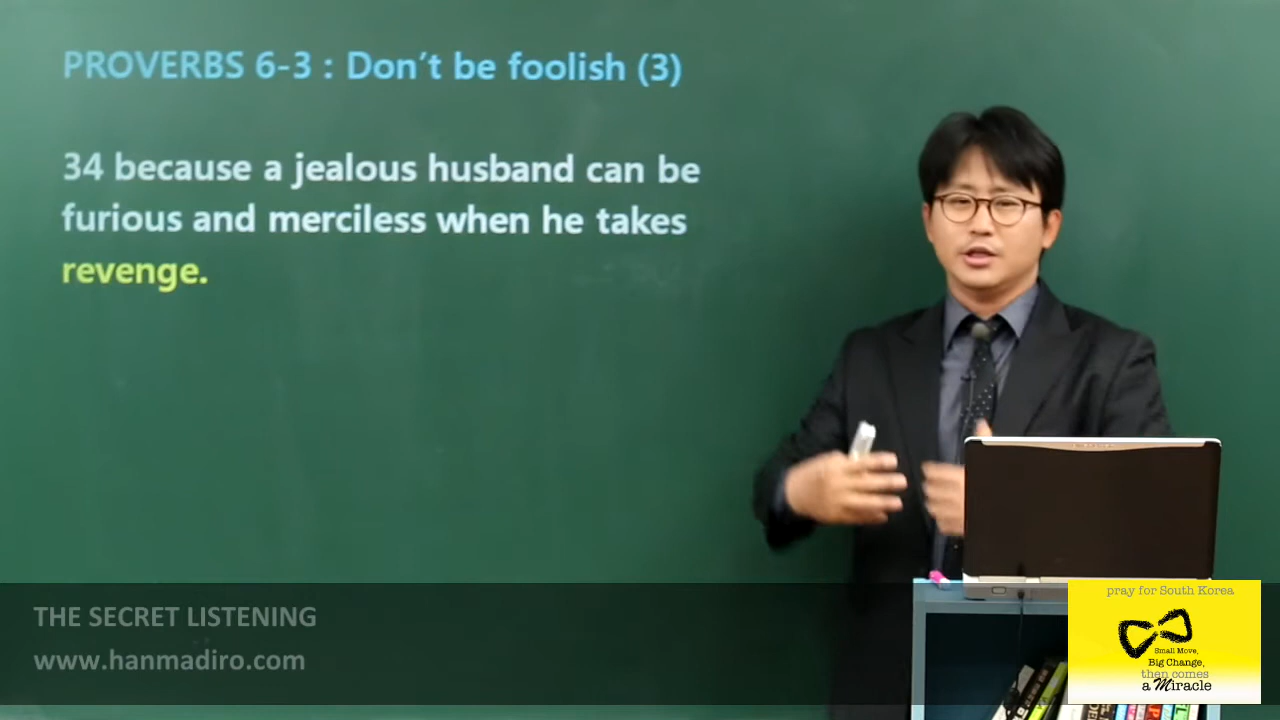 PROVERBS 6-3 : Don't be foolish (3)
34 because a jealous husband can be
furious and merciless when he takes
revenge.
THE SECRET LISTENING
www.hanmadiro.com
pray for South Korea
Small Move,
Big Change,
then comes
a Miracle